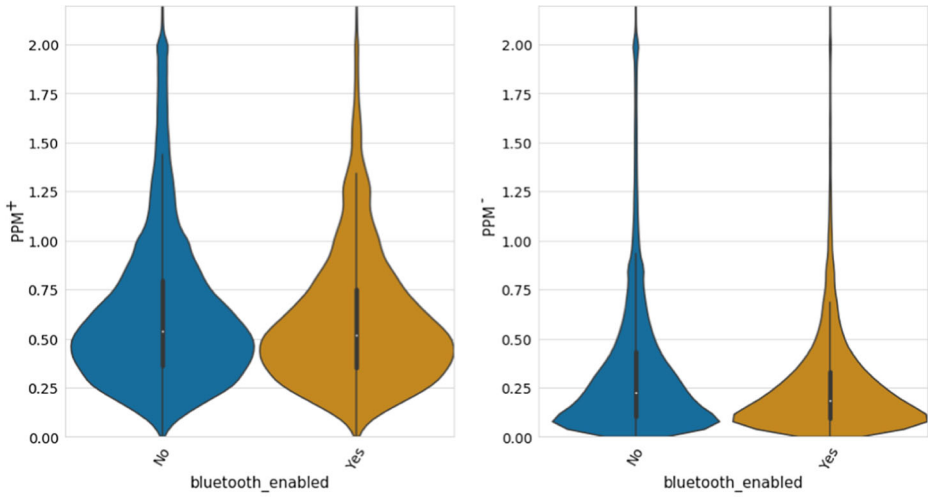 2.00
1.75
1.50
1.25
1.00
0.75
0.50
0.25
0.00
PPM+
No
Yes
bluetooth_enabled
2.00
1.75
1.50
1.25
1.00
0.75
0.50
0.25
0.00
PPM-
No
Yes
bluetooth_enabled